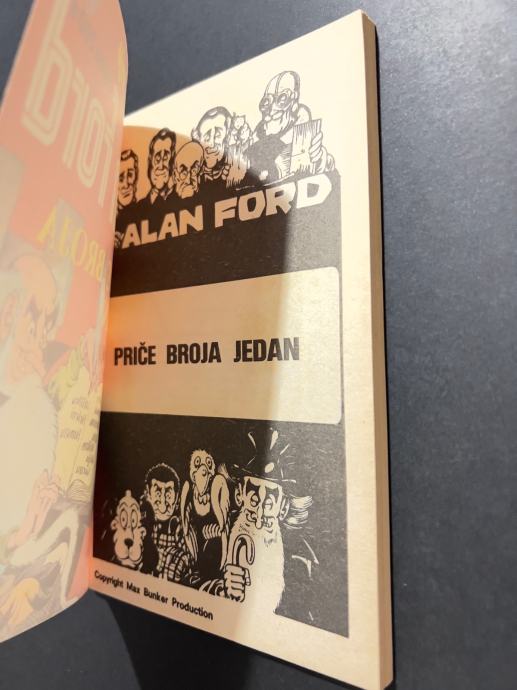 ALAN FORD
PRIČE BROJA JEDAN
Copyright Max Bunker Production